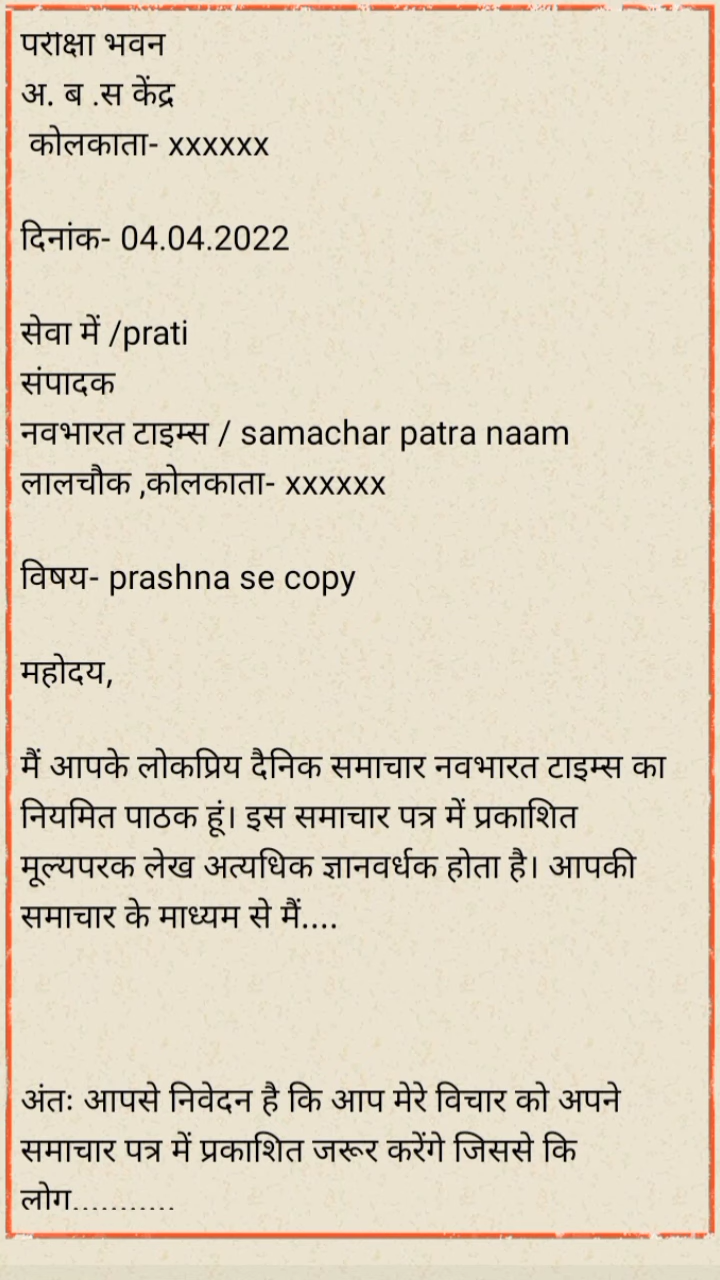 परीक्षा भवन
अ. ब .स केंद्र
कोलकाता- xxxxxx
दिनांक- 04.04.2022
सेवा में /prati
संपादक
नवभारत टाइम्स / samachar patra naam
लालचौक ,कोलकाता- xxxxxx
विषय- prashna se copy
महोदय,
मैं आपके लोकप्रिय दैनिक समाचार नवभारत टाइम्स का
नियमित पाठक हूं। इस समाचार पत्र में प्रकाशित
मूल्यपरक लेख अत्यधिक ज्ञानवर्धक होता है। आपकी
समाचार के माध्यम से मैं....
अंतः आपसे निवेदन है कि आप मेरे विचार को अपने
समाचार पत्र में प्रकाशित जरूर करेंगे जिससे कि
लोग...........